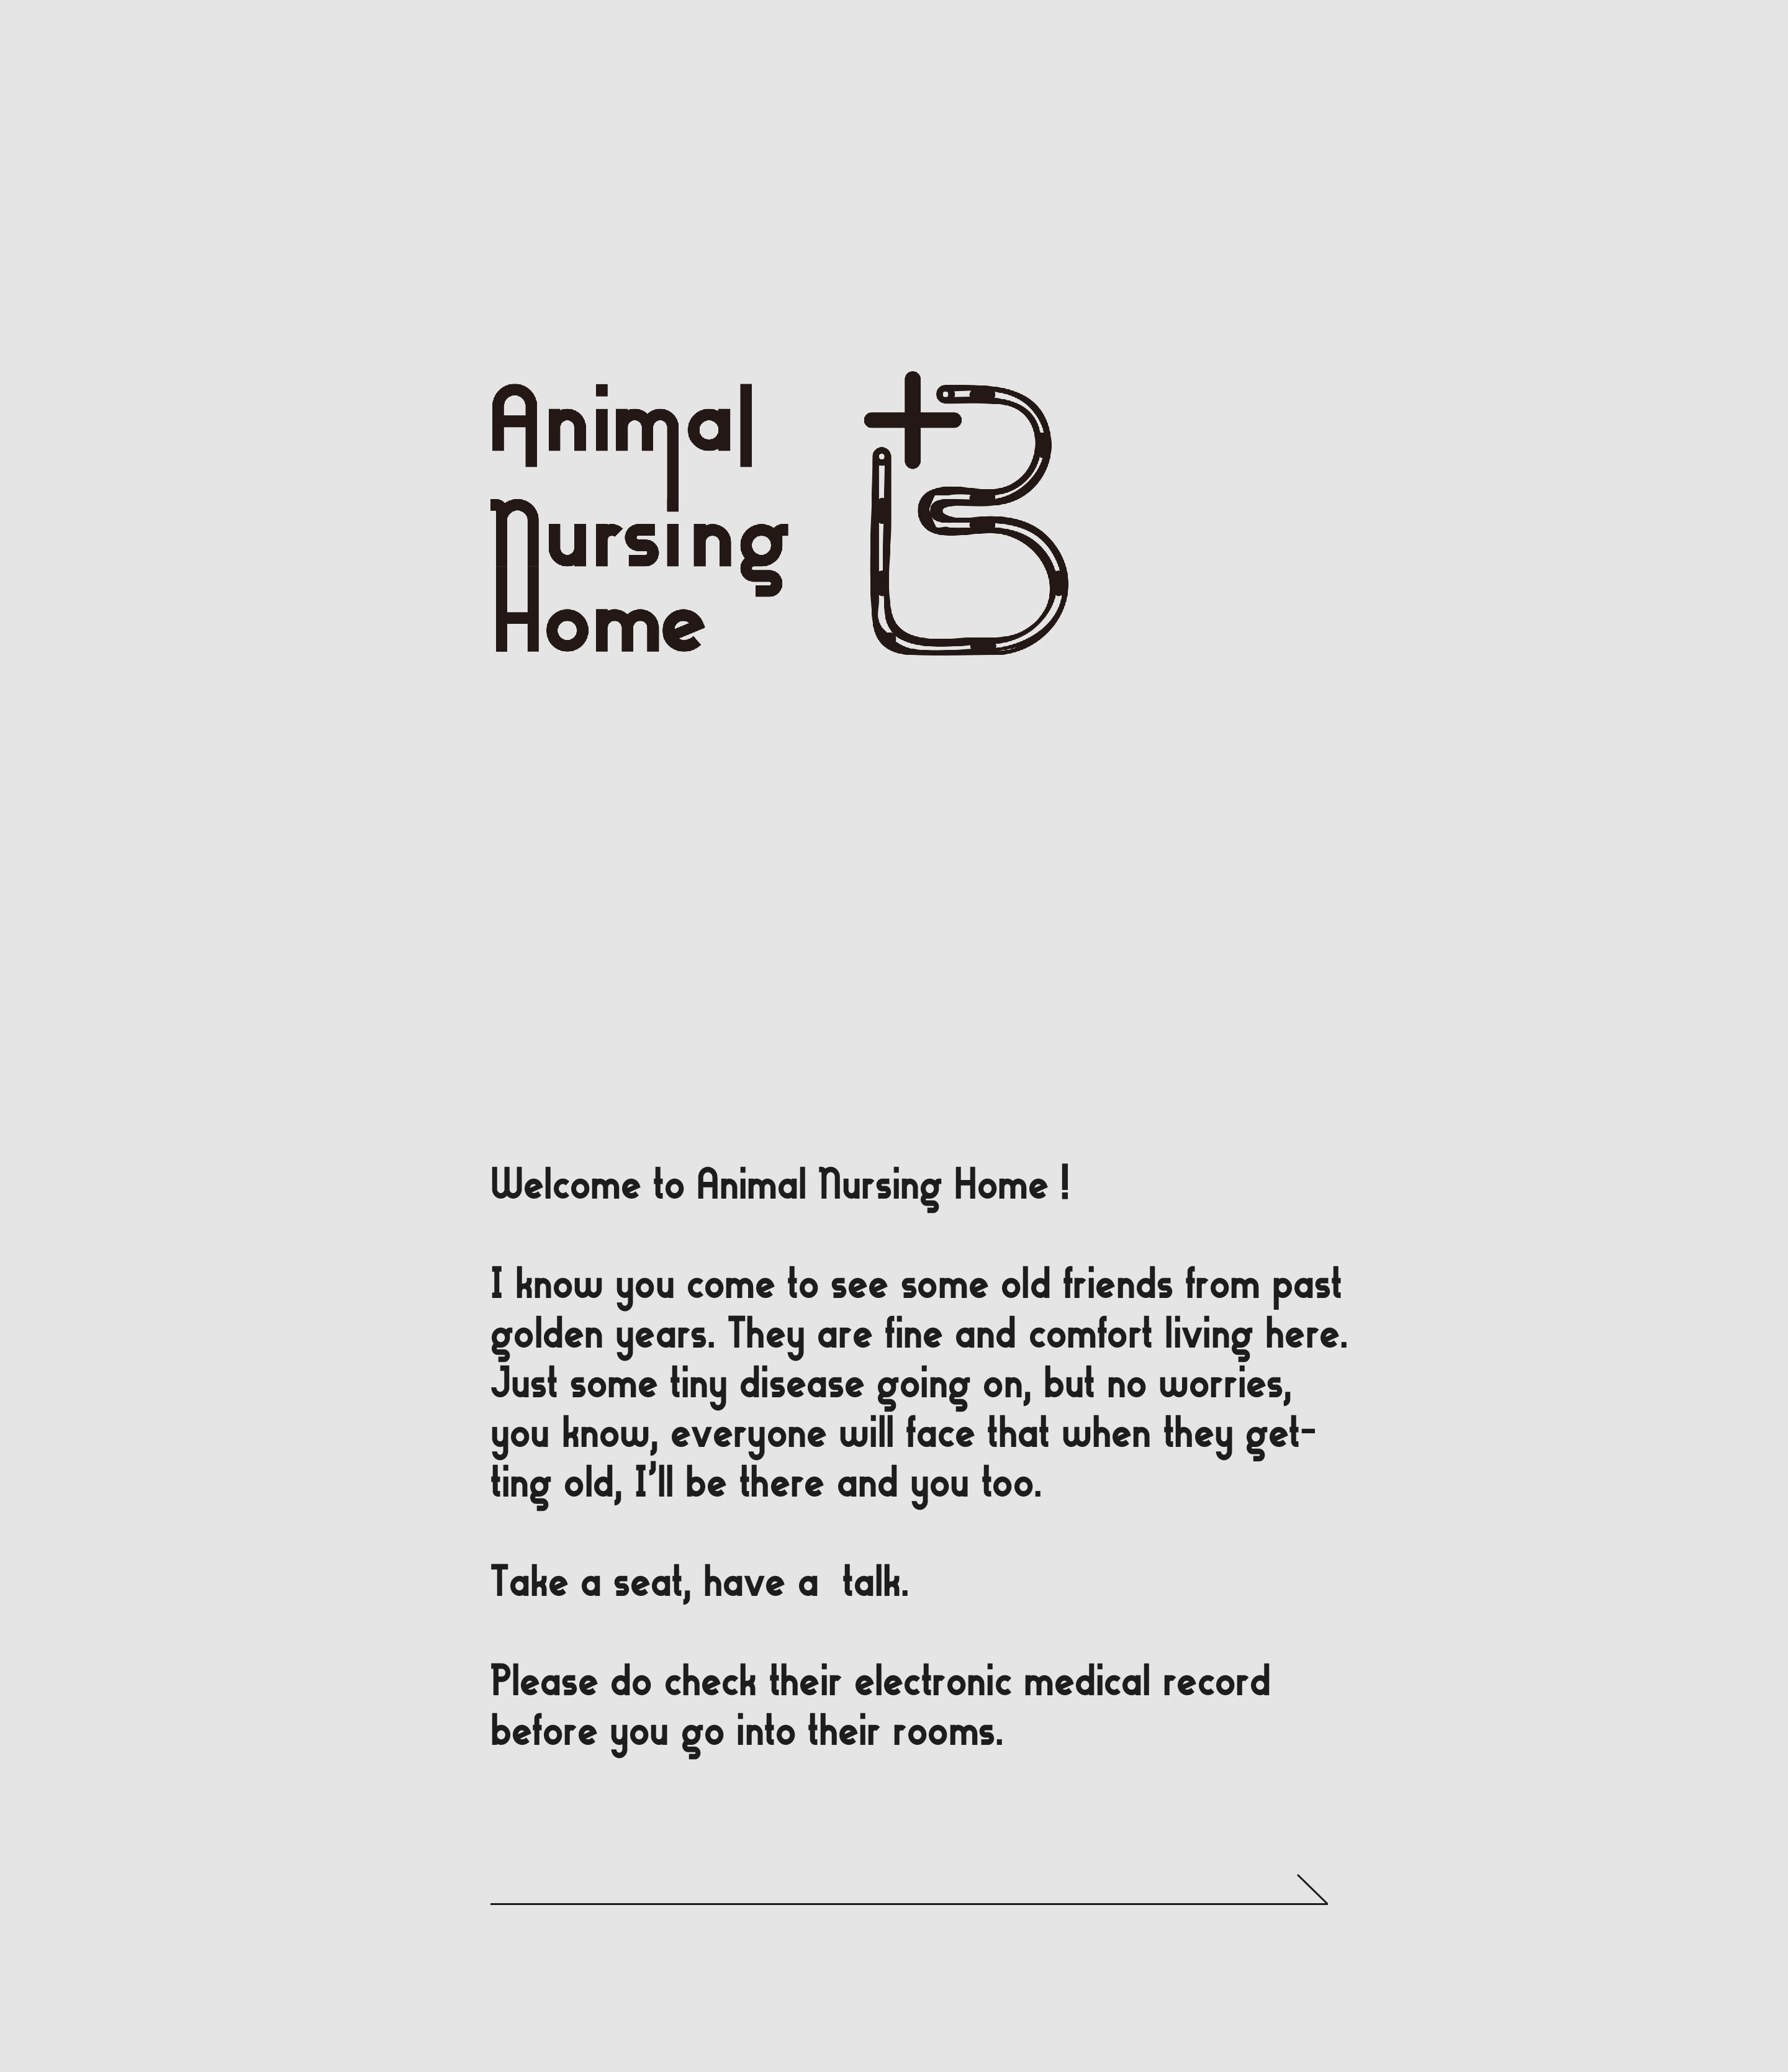 Animal
Nursing
Home
B
Welcome to Animal Nursing Home !
I know you come to see some old friends from past
golden years. They are fine and comfort living here.
Just some tiny disease going on, but no worries,
you know, everyone will face that when they get-
ting old, I'll be there and you too.
Take a seat, have a  talk.
Please do check their electronic medical record
before you go into their rooms.